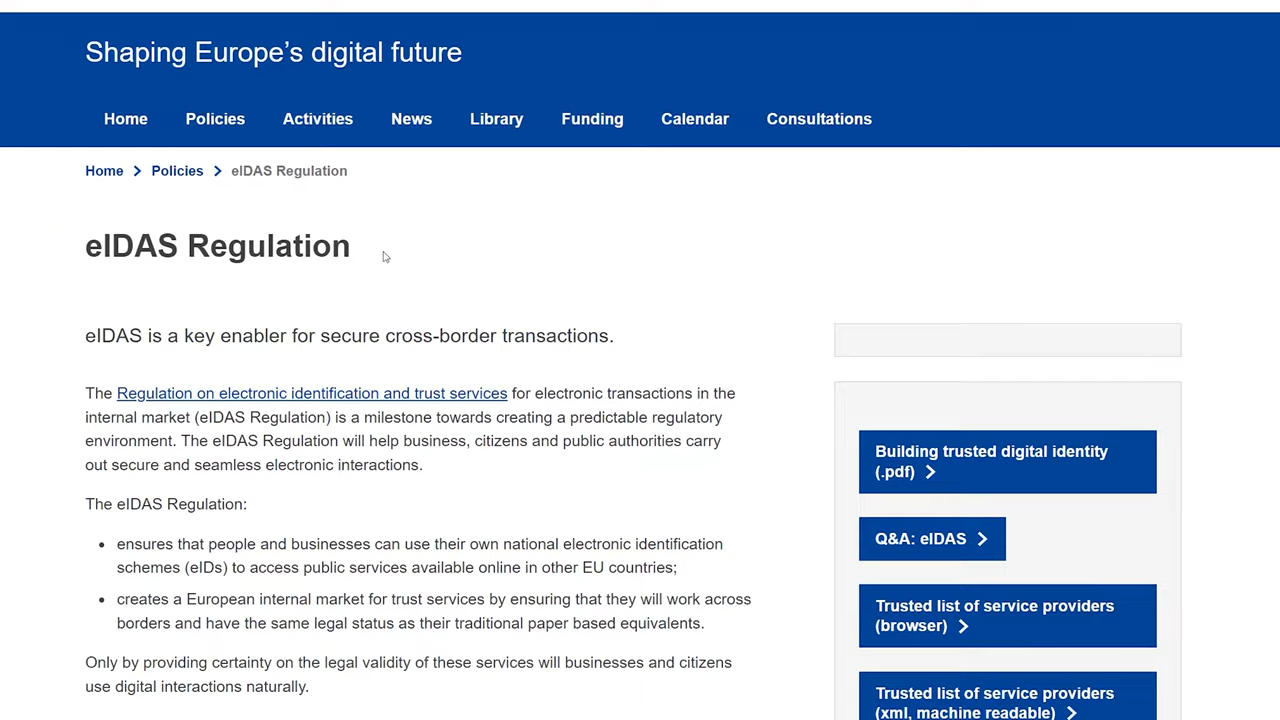 Shaping Europe’s digital future
Home Policies Activities News Library Funding Calendar Consultations
Home Policies eIDAS Regulation
eIDAS Regulation
eIDAS is a key enabler for secure cross-border transactions.
The Regulation on electronic identification and trust services for electronic transactions in the
internal market (eIDAS Regulation) is a milestone towards creating a predictable regulatory
environment. The eIDAS Regulation will help business, citizens and public authorities carry
out secure and seamless electronic interactions.
The eIDAS Regulation:
ensures that people and businesses can use their own national electronic identification
schemes (eIDs) to access public services available online in other EU countries;
creates a European internal market for trust services by ensuring that they will work across
borders and have the same legal status as their traditional paper based equivalents.
Only by providing certainty on the legal validity of these services will businesses and citizens
use digital interactions naturally.
Building trusted digital identity
(.pdf)
Q&A: eIDAS
Trusted list of service providers
(browser)
Trusted list of service providers
(xml, machine readable)